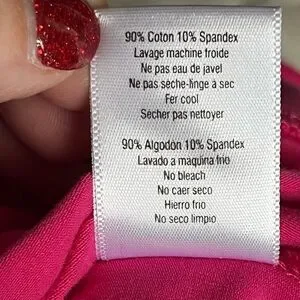 90% Coton 10% Spandex
Lavage machine froide
Ne pas eau de javel
Ne pas sèche-linge à sec
Fer cool
Sècher pas nettoyer
90% Algodón 10% Spandex
Lavado a maquina frio
No bleach
No caer seco
Hierro frio
No seco limpio